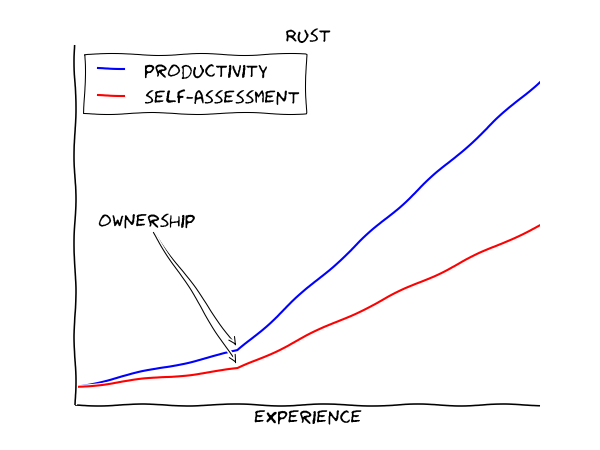 RUST
PRODUCTIVITY
SELF-ASSESSMENT
OWNERSHIP
EXPERIENCE